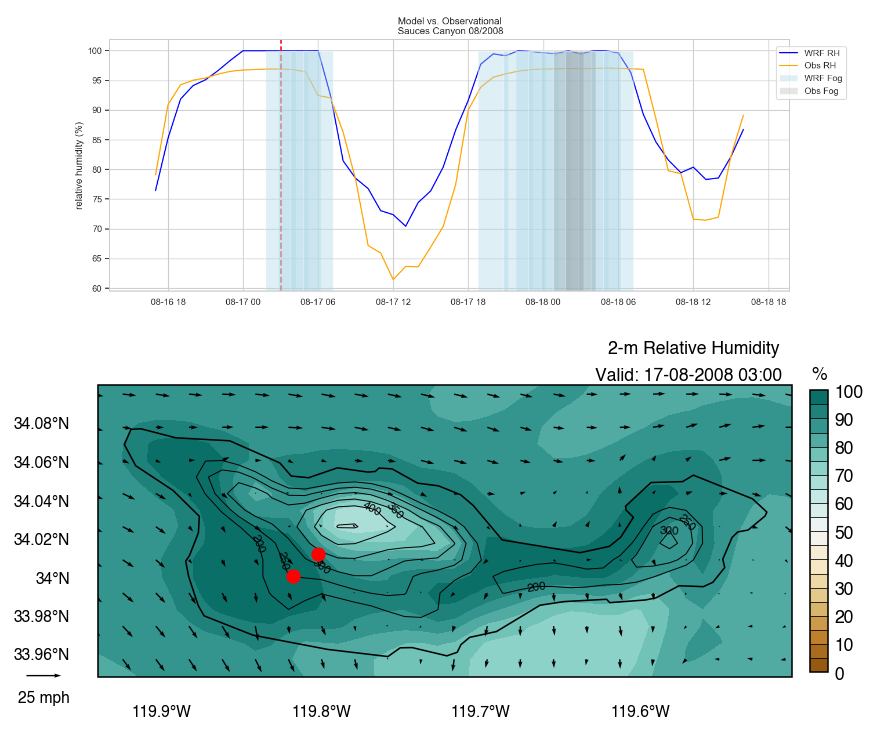 Model vs. Observational
Sauces Canyon 08/2008
relative humidity (%)
100
95
90
85
80
75
70
65
60
08-16 18
08-17 00
08-17 06
08-17 12
08-17 18
08-18 00
08-18 06
08-18 12
08-18 18
WRF RH
Obs RH
WRF Fog
Obs Fog
2-m Relative Humidity
Valid: 17-08-2008 03:00
%
34.08°N
34.06°N
34.04°N
34.02°N
34°N
33.98°N
33.96°N
25 mph
119.9°W
119.8°W
119.7°W
119.6°W
400
300
200
200
100
90
80
70
60
50
40
30
20
10
0